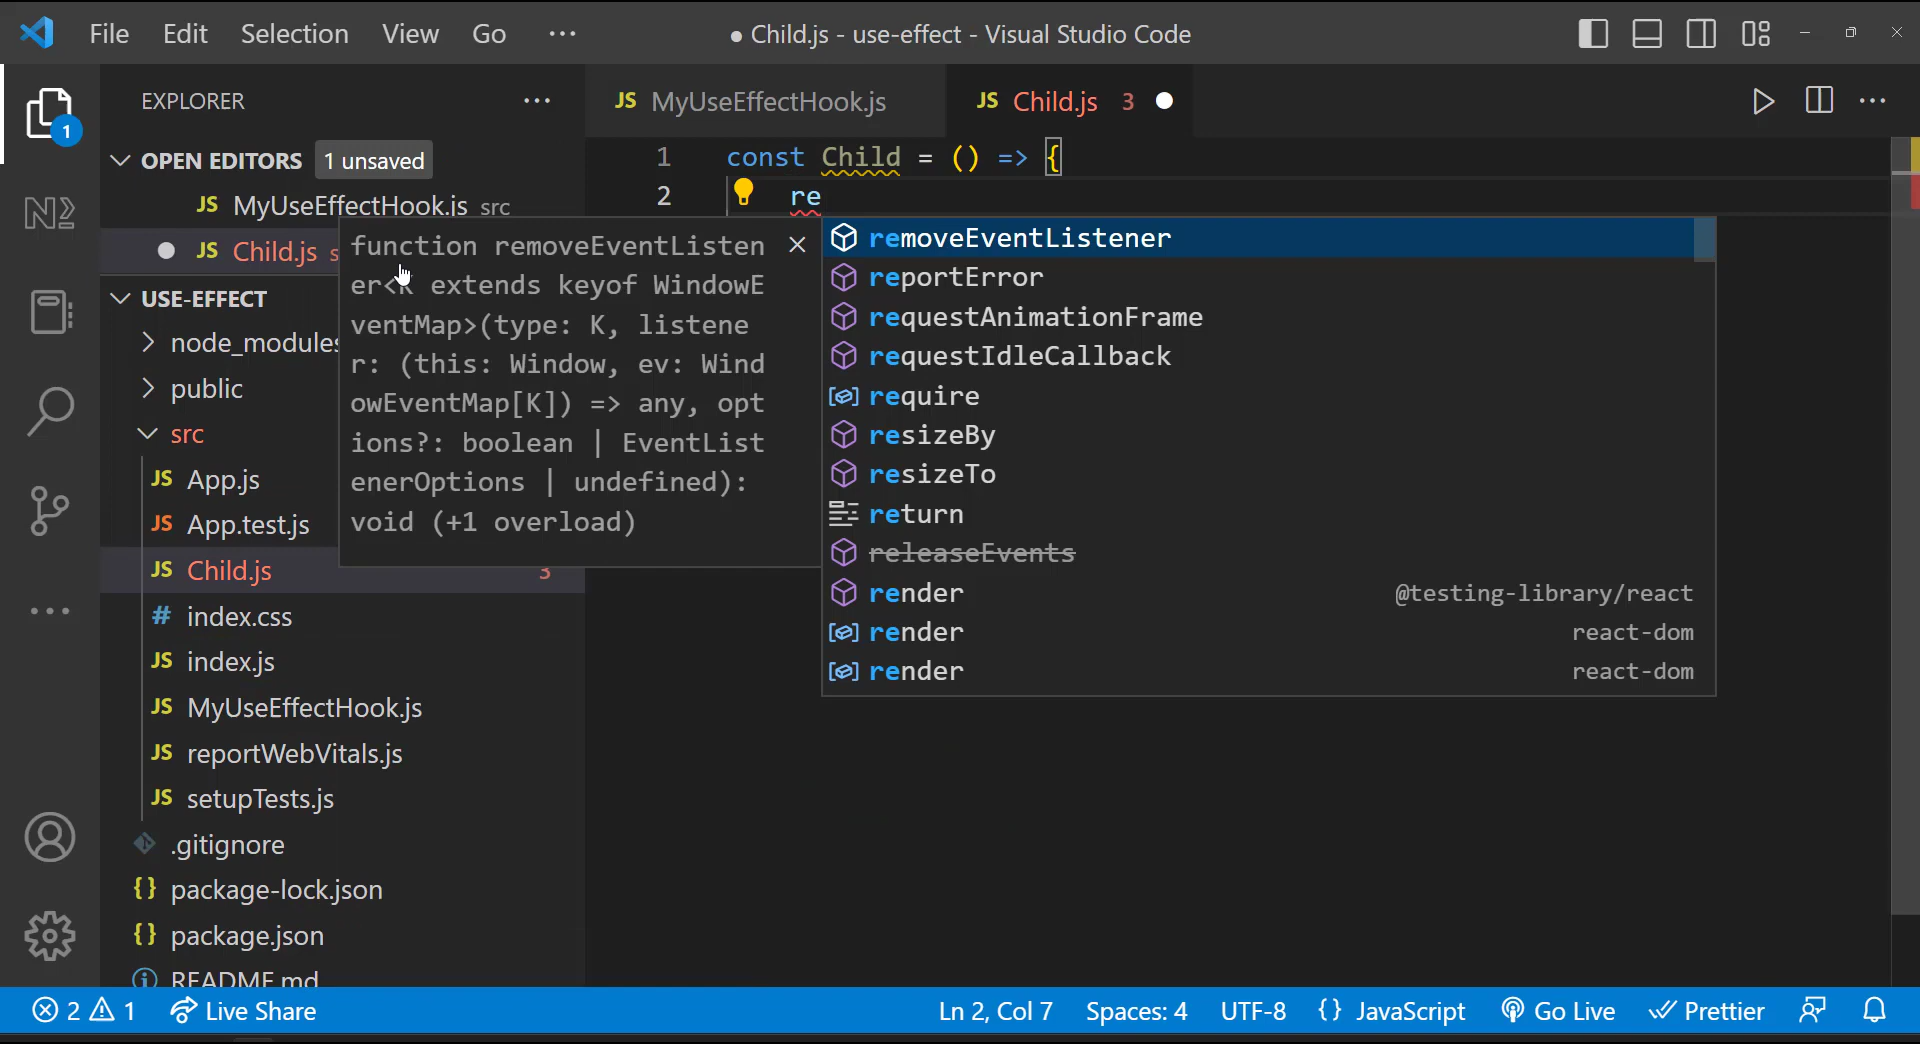 File Edit Selection View Go ···
● Child.js - use-effect - Visual Studio Code
EXPLORER ···
1
OPEN EDITORS 1 unsaved
JS MyUseEffectHook.js src
● JS Child.js s
USE-EFFECT
node_modules
public
src
JS App.js
JS App.test.js
JS Child.js 3
# index.css
JS index.js
JS MyUseEffectHook.js
JS reportWebVitals.js
JS setupTests.js
.gitignore
{} package-lock.json
{} package.json
README.md
JS MyUseEffectHook.js
JS Child.js 3 ●
1 const Child = () => {
2 re
function removeEventListen
er<K extends keyof WindowE
ventMap>(type: K, listene
r: (this: Window, ev: Wind
owEventMap[K]) => any, opt
ions?: boolean | EventList
enerOptions | undefined):
void (+1 overload)
removeEventListener
reportError
requestAnimationFrame
requestIdleCallback
require
resizeBy
resizeTo
return
releaseEvents
render @testing-library/react
render react-dom
render react-dom
2 1 Live Share Ln 2, Col 7 Spaces: 4 UTF-8 {} JavaScript Go Live Prettier